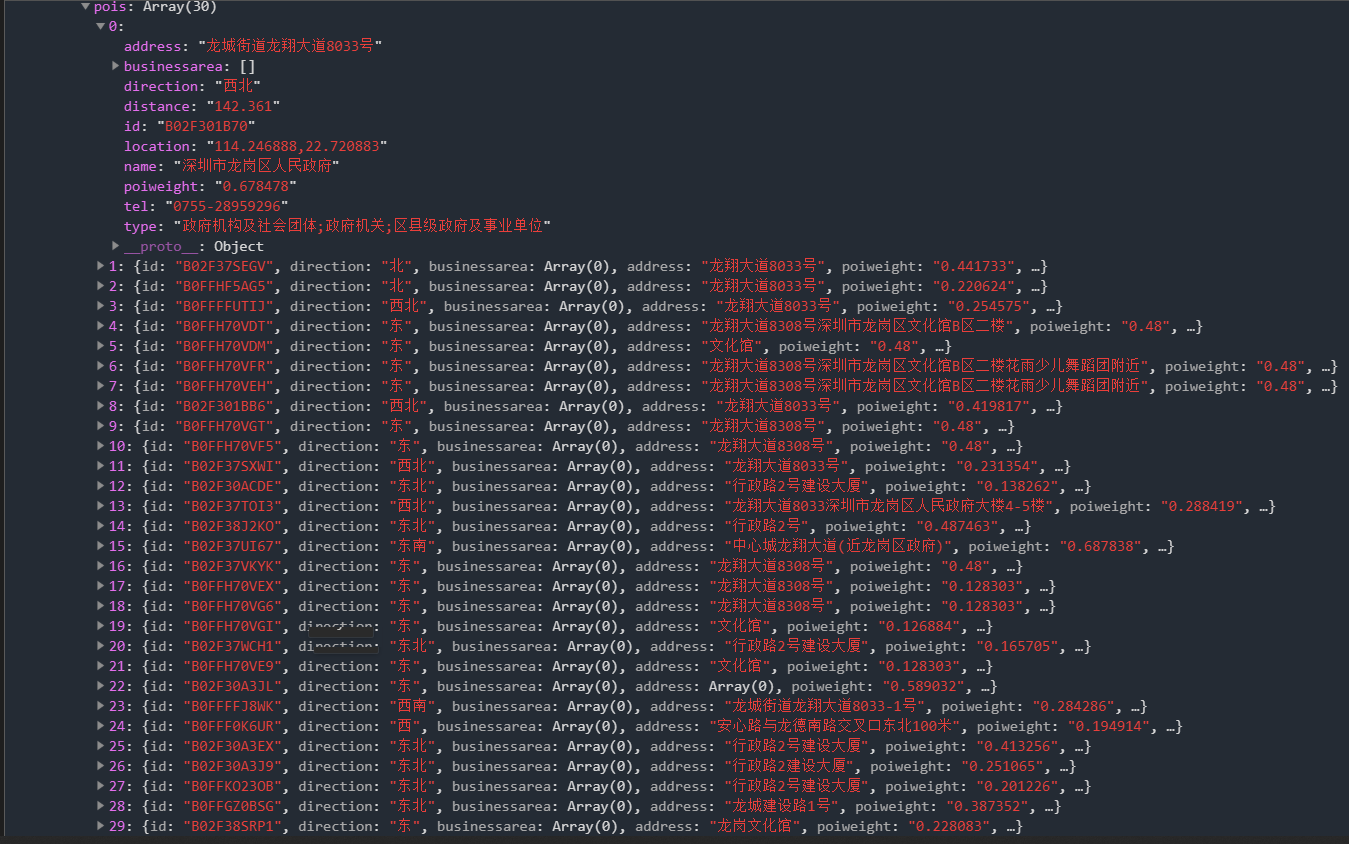 pois: Array(30)
0:
address: "龙城街道龙翔大道8033号"
businessarea: []
direction: "西北"
distance: "142.361"
id: "B02F301B70"
location: "114.246888,22.720883"
name: "深圳市龙岗区人民政府"
poiweight: "0.678478"
tel: "0755-28959296"
type: "政府机构及社会团体;政府机关;区县级政府及事业单位"
__proto__: Object
1: {id: "B02F37SEGV", direction: "北", businessarea: Array(0), address: "龙翔大道8033号", poiweight: "0.441733", …}
2: {id: "B0FFHF5AG5", direction: "北", businessarea: Array(0), address: "龙翔大道8033号", poiweight: "0.220624", …}
3: {id: "B0FFFFUTIJ", direction: "西北", businessarea: Array(0), address: "龙翔大道8033号", poiweight: "0.254575", …}
4: {id: "B0FFH70VDT", direction: "东", businessarea: Array(0), address: "龙翔大道8308号深圳市龙岗区文化馆B区二楼", poiweight: "0.48", …}
5: {id: "B0FFH70VDM", direction: "东", businessarea: Array(0), address: "文化馆", poiweight: "0.48", …}
6: {id: "B0FFH70VFR", direction: "东", businessarea: Array(0), address: "龙翔大道8308号深圳市龙岗区文化馆B区二楼花雨少儿舞蹈团附近", poiweight: "0.48", …}
7: {id: "B0FFH70VEH", direction: "东", businessarea: Array(0), address: "龙翔大道8308号深圳市龙岗区文化馆B区二楼花雨少儿舞蹈团附近", poiweight: "0.48", …}
8: {id: "B02F301BB6", direction: "西北", businessarea: Array(0), address: "龙翔大道8033号", poiweight: "0.419817", …}
9: {id: "B0FFH70VGT", direction: "东", businessarea: Array(0), address: "龙翔大道8308号", poiweight: "0.48", …}
10: {id: "B0FFH70VF5", direction: "东", businessarea: Array(0), address: "龙翔大道8308号", poiweight: "0.48", …}
11: {id: "B02F37SXWI", direction: "西北", businessarea: Array(0), address: "龙翔大道8033号", poiweight: "0.231354", …}
12: {id: "B02F30ACDE", direction: "东北", businessarea: Array(0), address: "行政路2号建设大厦", poiweight: "0.138262", …}
13: {id: "B02F37TOI3", direction: "西北", businessarea: Array(0), address: "龙翔大道8033深圳市龙岗区人民政府大楼4-5楼", poiweight: "0.288419", …}
14: {id: "B02F38J2KO", direction: "东北", businessarea: Array(0), address: "行政路2号", poiweight: "0.487463", …}
15: {id: "B02F37UI67", direction: "东南", businessarea: Array(0), address: "中心城龙翔大道(近龙岗区政府)", poiweight: "0.687838", …}
16: {id: "B02F37VKYK", direction: "东", businessarea: Array(0), address: "龙翔大道8308号", poiweight: "0.48", …}
17: {id: "B0FFH70VEX", direction: "东", businessarea: Array(0), address: "龙翔大道8308号", poiweight: "0.128303", …}
18: {id: "B0FFH70VG6", direction: "东", businessarea: Array(0), address: "龙翔大道8308号", poiweight: "0.128303", …}
19: {id: "B0FFH70VGI", direction: "东", businessarea: Array(0), address: "文化馆", poiweight: "0.126884", …}
20: {id: "B02F37WCH1", direction: "东北", businessarea: Array(0), address: "行政路2号建设大厦", poiweight: "0.165705", …}
21: {id: "B0FFH70VE9", direction: "东", businessarea: Array(0), address: "文化馆", poiweight: "0.128303", …}
22: {id: "B02F30A3JL", direction: "东", businessarea: Array(0), address: Array(0), poiweight: "0.589032", …}
23: {id: "B0FFFFJ8WK", direction: "西南", businessarea: Array(0), address: "龙城街道龙翔大道8033-1号", poiweight: "0.284286", …}
24: {id: "B0FFF0K6UR", direction: "西", businessarea: Array(0), address: "安心路与龙德南路交叉口东北100米", poiweight: "0.194914", …}
25: {id: "B02F30A3EX", direction: "东北", businessarea: Array(0), address: "行政路2号建设大厦", poiweight: "0.413256", …}
26: {id: "B02F30A3J9", direction: "东北", businessarea: Array(0), address: "行政路2建设大厦", poiweight: "0.251065", …}
27: {id: "B0FFKO23OB", direction: "东北", businessarea: Array(0), address: "行政路2号建设大厦", poiweight: "0.201226", …}
28: {id: "B0FFGZ0BSG", direction: "东北", businessarea: Array(0), address: "龙城建设路1号", poiweight: "0.387352", …}
29: {id: "B02F38SRP1", direction: "东", businessarea: Array(0), address: "龙岗文化馆", poiweight: "0.228083", …}